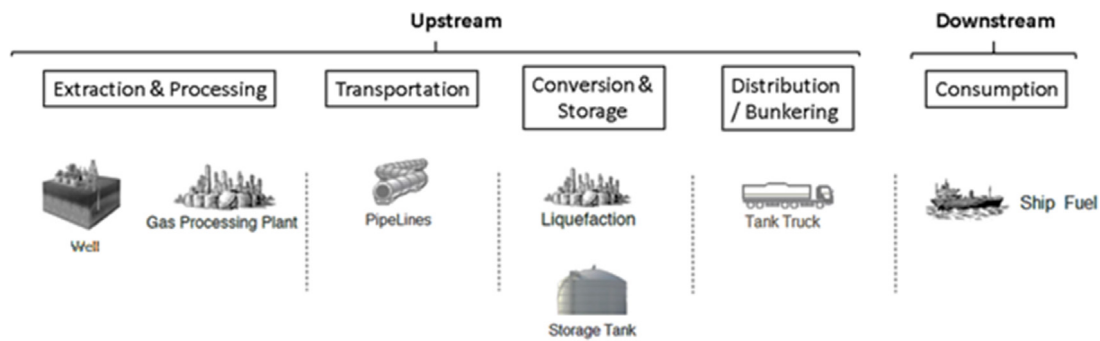 Upstream
Downstream
Extraction & Processing
Transportation
Conversion &
Storage
Distribution
/ Bunkering
Consumption
Well
Gas Processing Plant
PipeLines
Liquefaction
Storage Tank
Tank Truck
Ship Fuel